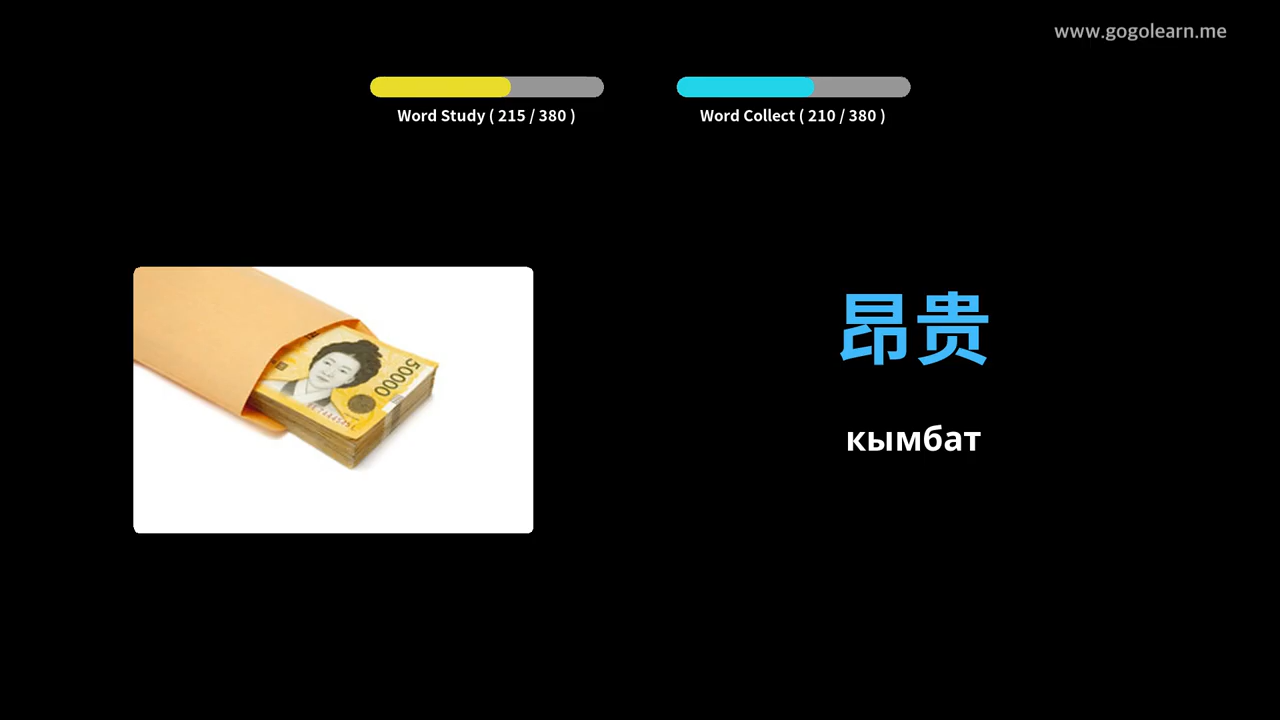 www.gogolearn.me
Word Study ( 215 / 380 )
Word Collect ( 210 / 380 )
50000
昂贵
кымбат